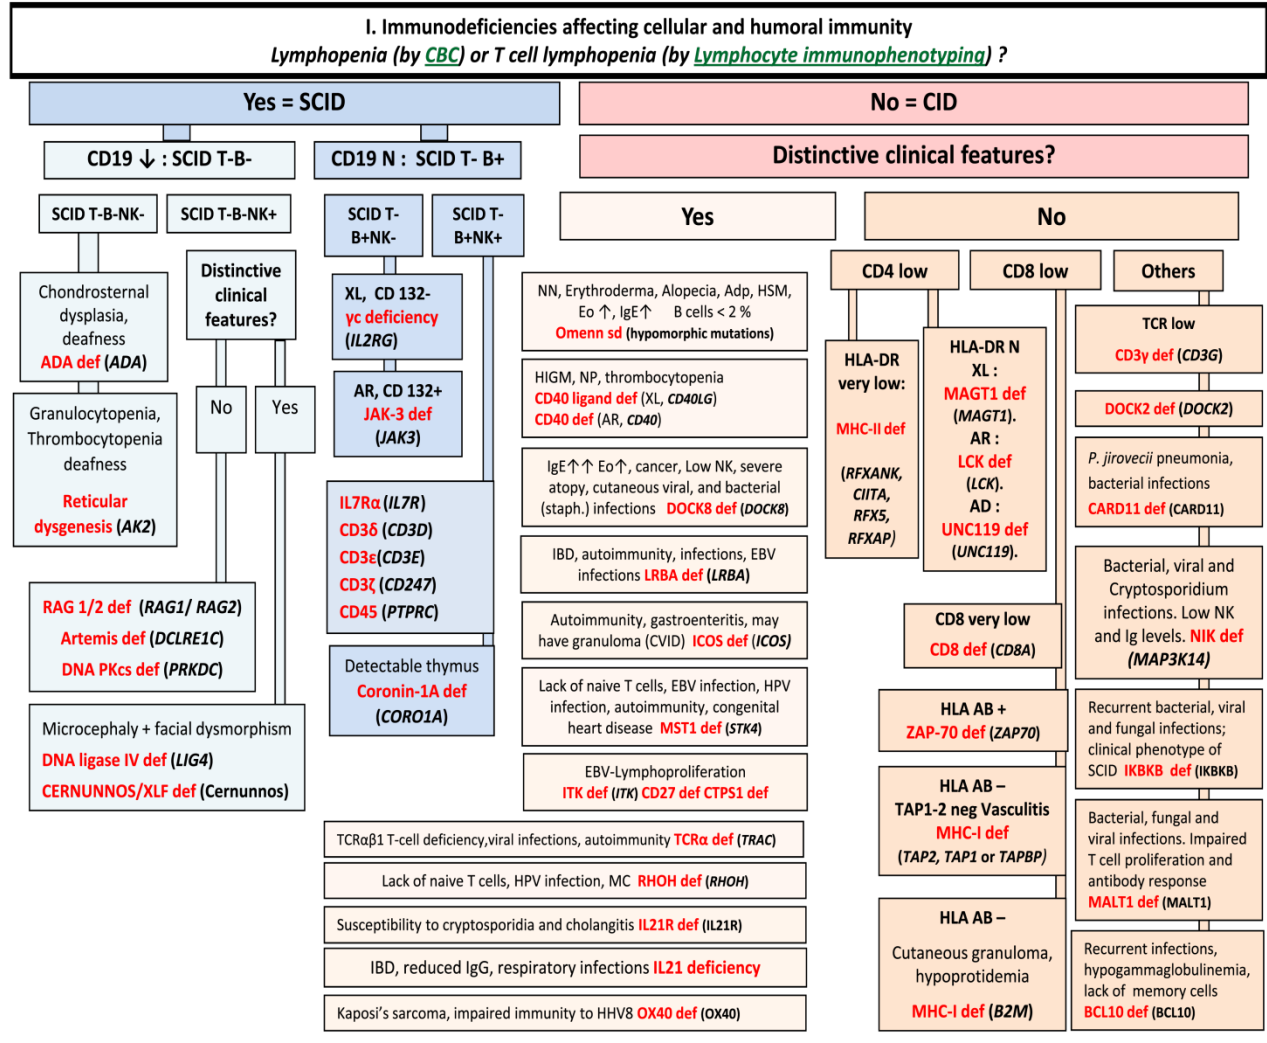 I. Immunodeficiencies affecting cellular and humoral immunity
Lymphopenia (by CBC) or T cell lymphopenia (by Lymphocyte immunophenotyping) ?
Yes = SCID
CD19 ↓ : SCID T-B-
CD19 N : SCID T- B+
SCID T-B-NK-
SCID T-B-NK+
SCID T-
B+NK-
SCID T-
B+NK+
Chondrosternal
dysplasia,
deafness
ADA def (ADA)
Granulocytopenia,
Thrombocytopenia
deafness
Reticular
dysgenesis (AK2)
Distinctive
clinical
features?
No
Yes
RAG 1/2 def (RAG1/ RAG2)
Artemis def (DCLRE1C)
DNA PKcs def (PRKDC)
Microcephaly + facial dysmorphism
DNA ligase IV def (LIG4)
CERNUNNOS/XLF def (Cernunnos)
XL, CD 132-
γc deficiency
(IL2RG)
AR, CD 132+
JAK-3 def
(JAK3)
IL7Rα (IL7R)
CD3δ (CD3D)
CD3ε(CD3E)
CD3ζ (CD247)
CD45 (PTPRC)
Detectable thymus
Coronin-1A def
(CORO1A)
No = CID
Distinctive clinical features?
Yes
NN, Erythroderma, Alopecia, Adp, HSM,
Eo ↑, IgE↑ B cells < 2 %
Omenn sd (hypomorphic mutations)
HIGM, NP, thrombocytopenia
CD40 ligand def (XL, CD40LG)
CD40 def (AR, CD40)
IgE↑↑ Eo↑, cancer, Low NK, severe
atopy, cutaneous viral, and bacterial
(staph.) infections DOCK8 def (DOCK8)
IBD, autoimmunity, infections, EBV
infections LRBA def (LRBA)
Autoimmunity, gastroenteritis, may
have granuloma (CVID) ICOS def (ICOS)
Lack of naive T cells, EBV infection, HPV
infection, autoimmunity, congenital
heart disease MST1 def (STK4)
EBV-Lymphoproliferation
ITK def (ITK) CD27 def CTPS1 def
TCRαβ1 T-cell deficiency,viral infections, autoimmunity TCRα def (TRAC)
Lack of naive T cells, HPV infection, MC RHOH def (RHOH)
Susceptibility to cryptosporidia and cholangitis IL21R def (IL21R)
IBD, reduced IgG, respiratory infections IL21 deficiency
Kaposi's sarcoma, impaired immunity to HHV8 OX40 def (OX40)
No
CD4 low
CD8 low
Others
HLA-DR
very low:
MHC-II def
(RFXANK,
CIITA,
RFX5,
RFXAP)
HLA-DR N
XL :
MAGT1 def
(MAGT1).
AR :
LCK def
(LCK).
AD :
UNC119 def
(UNC119).
CD8 very low
CD8 def (CD8A)
HLA AB +
ZAP-70 def (ZAP70)
HLA AB –
TAP1-2 neg Vasculitis
MHC-I def
(TAP2, TAP1 or TAPBP)
HLA AB –
Cutaneous granuloma,
hypoprotidemia
MHC-I def (B2M)
TCR low
CD3γ def (CD3G)
DOCK2 def (DOCK2)
P. jirovecii pneumonia,
bacterial infections
CARD11 def (CARD11)
Bacterial, viral and
Cryptosporidium
infections. Low NK
and Ig levels. NIK def
(MAP3K14)
Recurrent bacterial, viral
and fungal infections;
clinical phenotype of
SCID IKBKB def (IKBKB)
Bacterial, fungal and
viral infections. Impaired
T cell proliferation and
antibody response
MALT1 def (MALT1)
Recurrent infections,
hypogammaglobulinemia,
lack of memory cells
BCL10 def (BCL10)